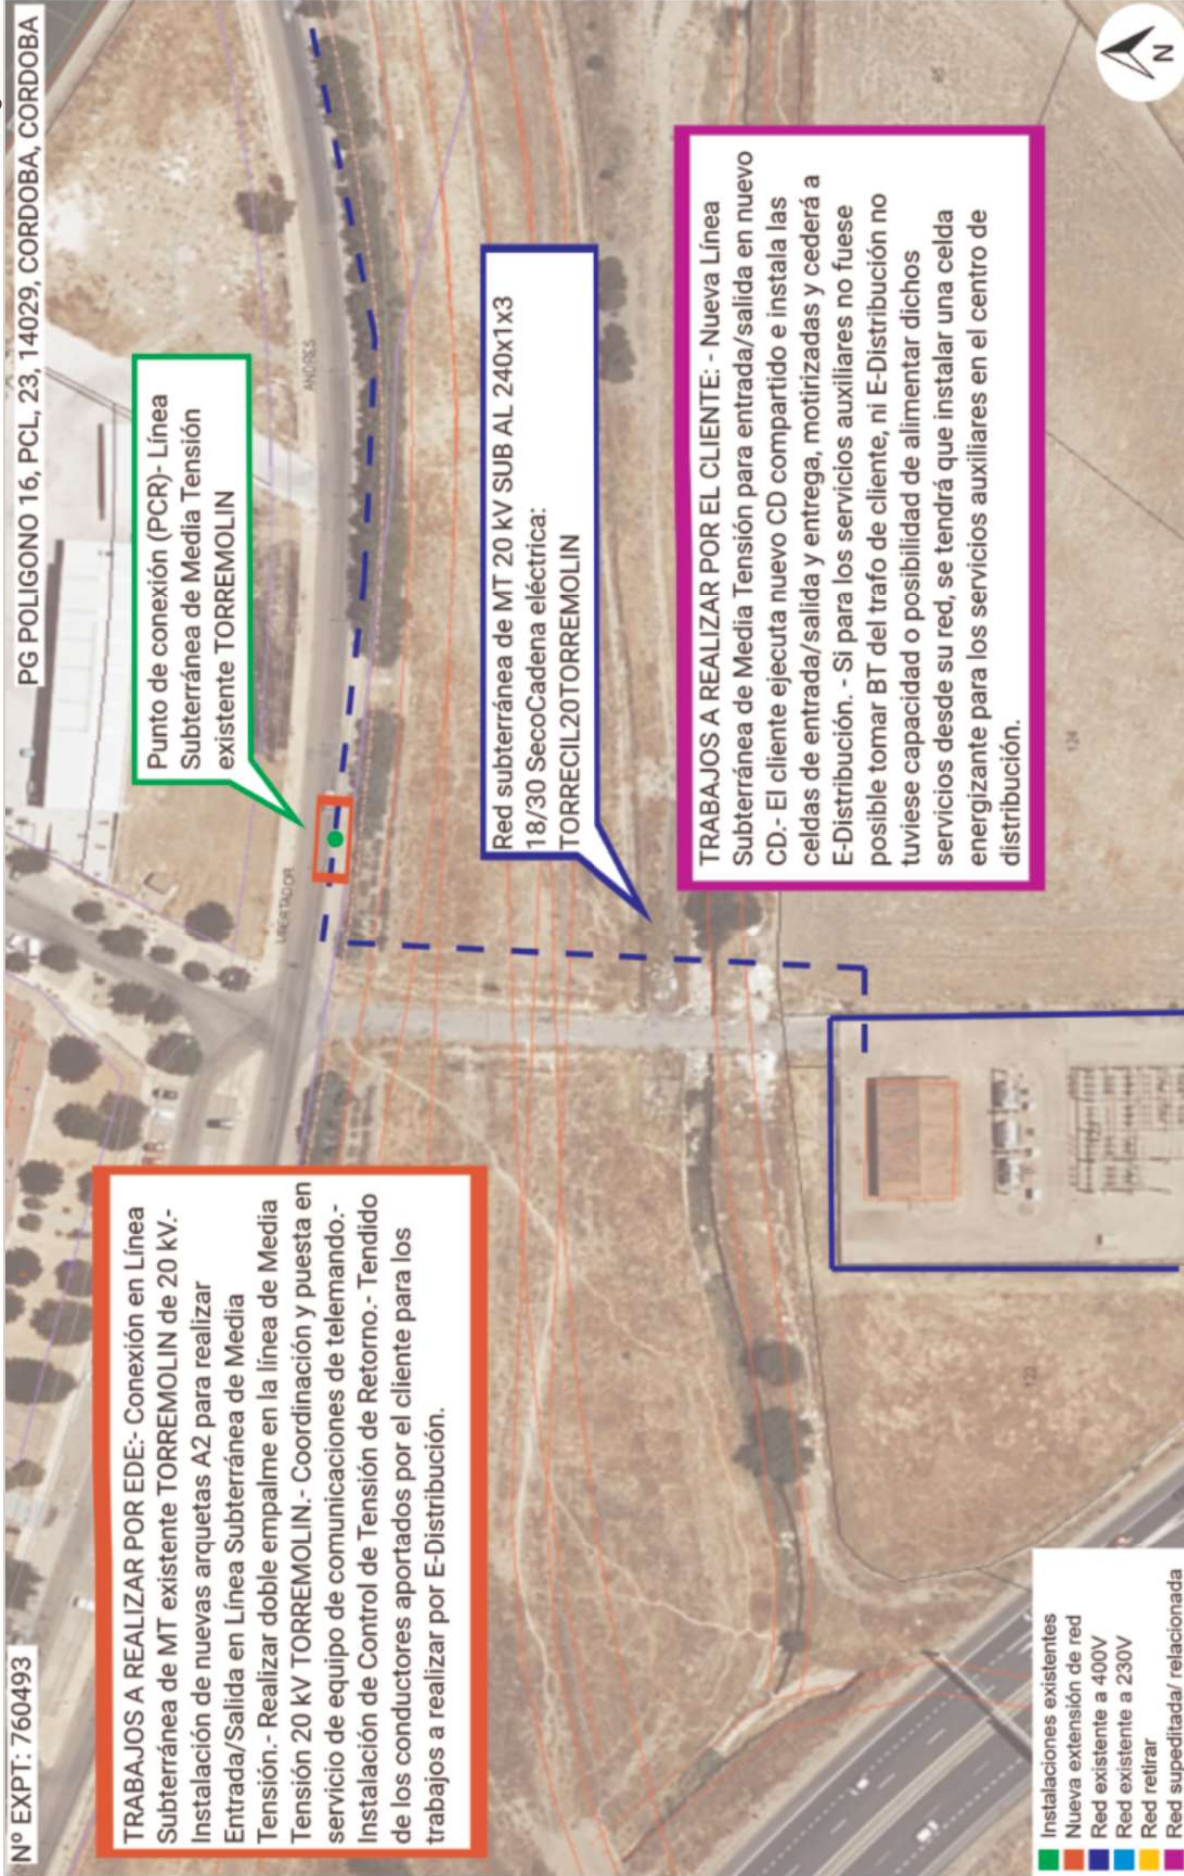 Nº EXPT: 760493
PG POLIGONO 16, PCL, 23, 14029, CORDOBA, CORDOBA
TRABAJOS A REALIZAR POR EDE:- Conexión en Línea
Subterránea de MT existente TORREMOLIN de 20 kV.-
Instalación de nuevas arquetas A2 para realizar
Entrada/Salida en Línea Subterránea de Media
Tensión.- Realizar doble empalme en la línea de Media
Tensión 20 kV TORREMOLIN.- Coordinación y puesta en
servicio de equipo de comunicaciones de telemando.-
Instalación de Control de Tensión de Retorno.- Tendido
de los conductores aportados por el cliente para los
trabajos a realizar por E-Distribución.
Punto de conexión (PCR)- Línea
Subterránea de Media Tensión
existente TORREMOLIN
LIBERTADOR
ANDRES
Red subterránea de MT 20 kV SUB AL 240x1x3
18/30 SecoCadena eléctrica:
TORRECIL20TORREMOLIN
TRABAJOS A REALIZAR POR EL CLIENTE: - Nueva Línea
Subterránea de Media Tensión para entrada/salida en nuevo
CD.- El cliente ejecuta nuevo CD compartido e instala las
celdas de entrada/salida y entrega, motirizadas y cederá a
E-Distribución. - Si para los servicios auxiliares no fuese
posible tomar BT del trafo de cliente, ni E-Distribución no
tuviese capacidad o posibilidad de alimentar dichos
servicios desde su red, se tendrá que instalar una celda
energizante para los servicios auxiliares en el centro de
distribución.
N
124
122
Instalaciones existentes
Nueva extensión de red
Red existente a 400V
Red existente a 230V
Red retirar
Red supeditada/ relacionada